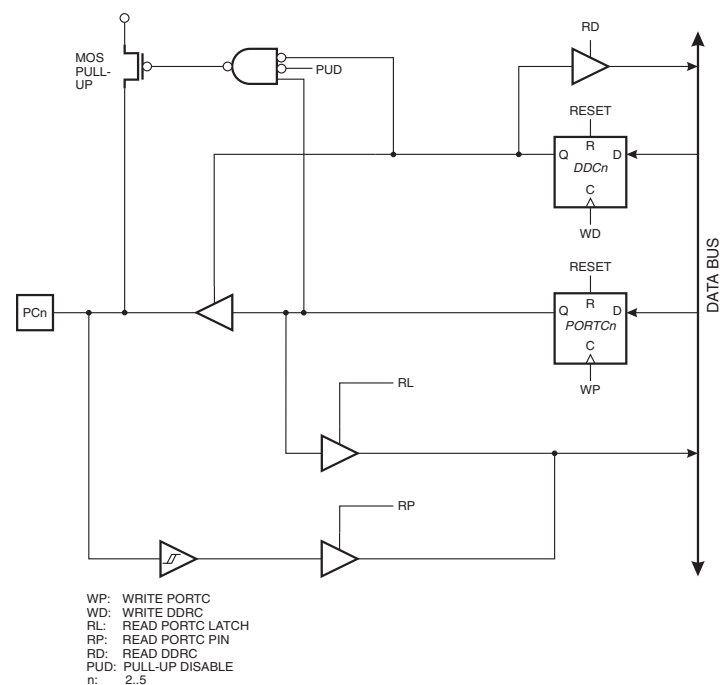 RD
MOS
PULL-
UP
PUD
RESET
R
Q
D
DDCn
C
WD
DATA BUS
RESET
R
PCn
Q
D
PORTCn
C
WP
RL
RP
WP: WRITE PORTC
WD: WRITE DDRC
RL: READ PORTC LATCH
RP: READ PORTC PIN
RD: READ DDRC
PUD: PULL-UP DISABLE
n: 2..5